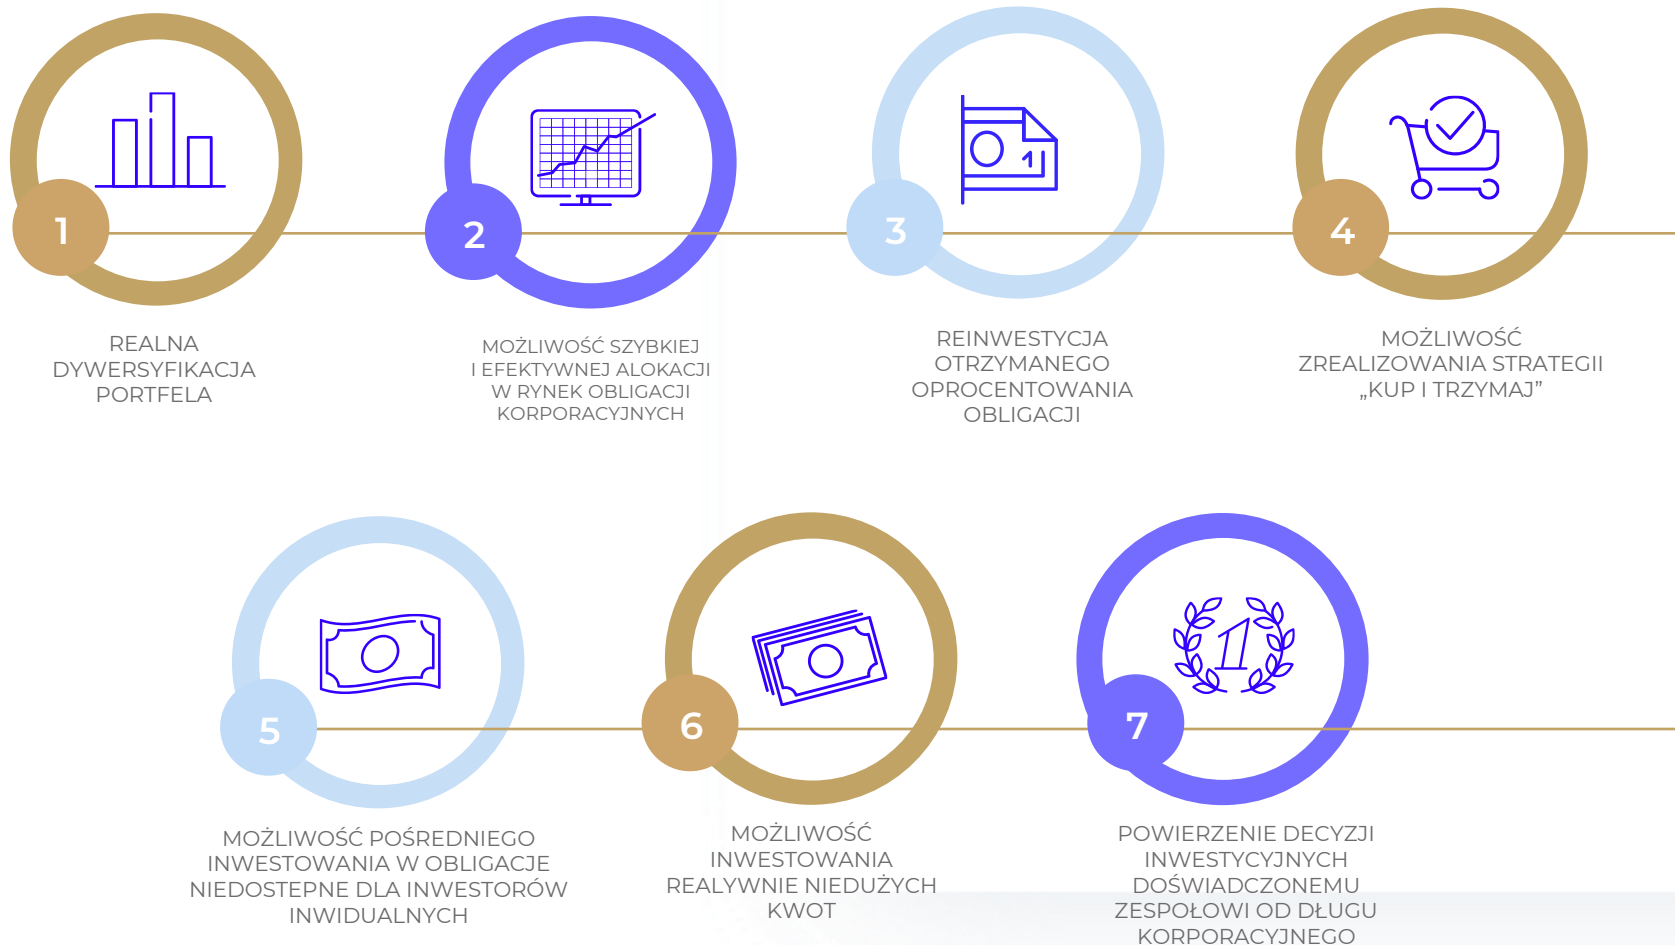 1
REALNA
DYWERSYFIKACJA
PORTFELA
2
MOŻLIWOŚĆ SZYBKIEJ
I EFEKTYWNEJ ALOKACJI
W RYNEK OBLIGACJI
KORPORACYJNYCH
3
1
REINWESTYCJA
OTRZYMANEGO
OPROCENTOWANIA
OBLIGACJI
4
MOŻLIWOŚĆ
ZREALIZOWANIA STRATEGII
„KUP I TRZYMAJ”
5
MOŻLIWOŚĆ POŚREDNIEGO
INWESTOWANIA W OBLIGACJE
NIEDOSTEPNE DLA INWESTORÓW
INWIDUALNYCH
6
MOŻLIWOŚĆ
INWESTOWANIA
REALYWNIE NIEDUŻYCH
KWOT
7
1
POWIERZENIE DECYZJI
INWESTYCYJNYCH
DOŚWIADCZONEMU
ZESPOŁOWI OD DŁUGU
KORPORACYJNEGO